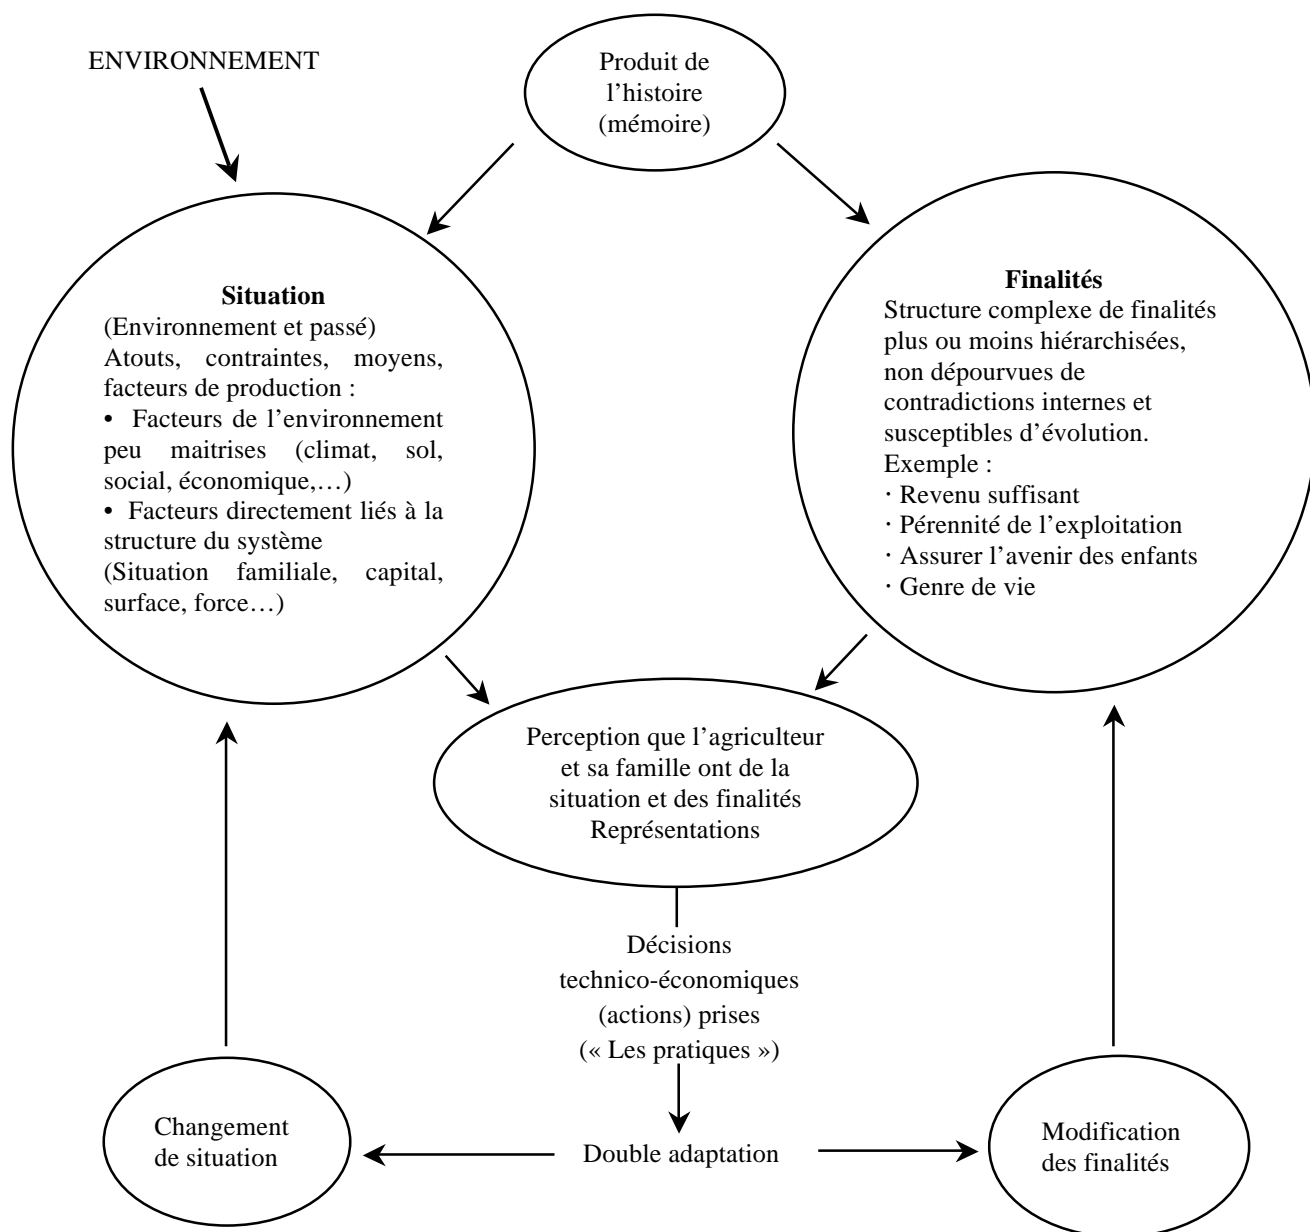 ENVIRONNEMENT
Produit de
l’histoire
(mémoire)
Situation
(Environnement et passé)
Atouts, contraintes, moyens,
facteurs de production :
• Facteurs de l’environnement
peu maitrises (climat, sol,
social, économique,…)
• Facteurs directement liés à la
structure du système
(Situation familiale, capital,
surface, force…)
Finalités
Structure complexe de finalités
plus ou moins hiérarchisées,
non dépourvues de
contradictions internes et
susceptibles d’évolution.
Exemple :
· Revenu suffisant
· Pérennité de l’exploitation
· Assurer l’avenir des enfants
· Genre de vie
Perception que l’agriculteur
et sa famille ont de la
situation et des finalités
Représentations
Décisions
technico-économiques
(actions) prises
(« Les pratiques »)
Changement
de situation
Double adaptation
Modification
des finalités